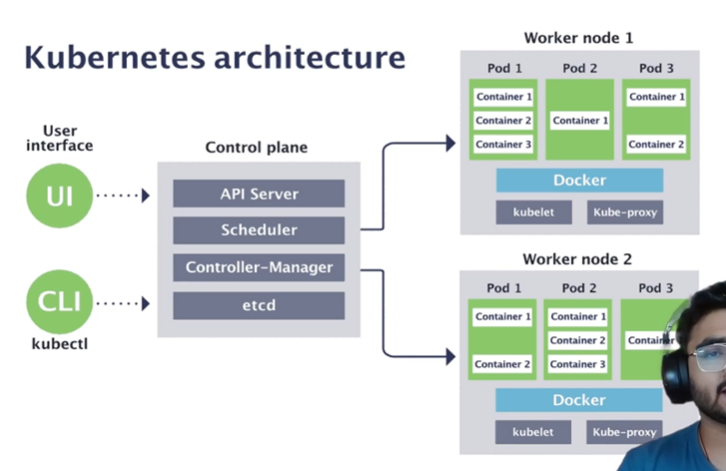 Kubernetes architecture
User
interface
UI
CLI
kubectl
Control plane
API Server
Scheduler
Controller-Manager
etcd
Worker node 1
Pod 1
Pod 2
Pod 3
Container 1
Container 2
Container 3
Container 1
Container 1
Container 2
Docker
kubelet
Kube-proxy
Worker node 2
Pod 1
Pod 2
Pod 3
Container 1
Container 2
Container 1
Container 2
Container 3
Docker
kubelet
Kube-proxy